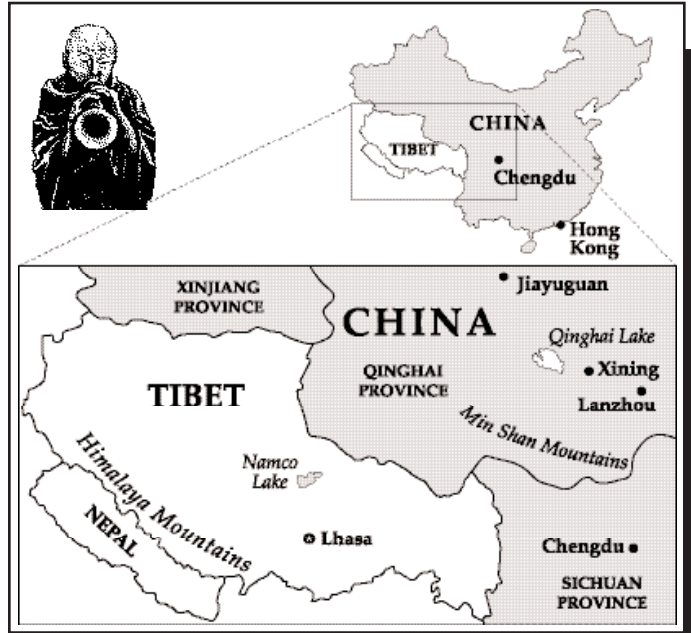 CHINA
TIBET
Chengdu
Hong
Kong
XINJIANG
PROVINCE
Jiayuguan
CHINA
Qinghai Lake
QINGHAI
PROVINCE
Xining
TIBET
Lanzhou
Min Shan Mountains
Himalaya Mountains
Namco
Lake
NEPAL
Lhasa
Chengdu
SICHUAN
PROVINCE